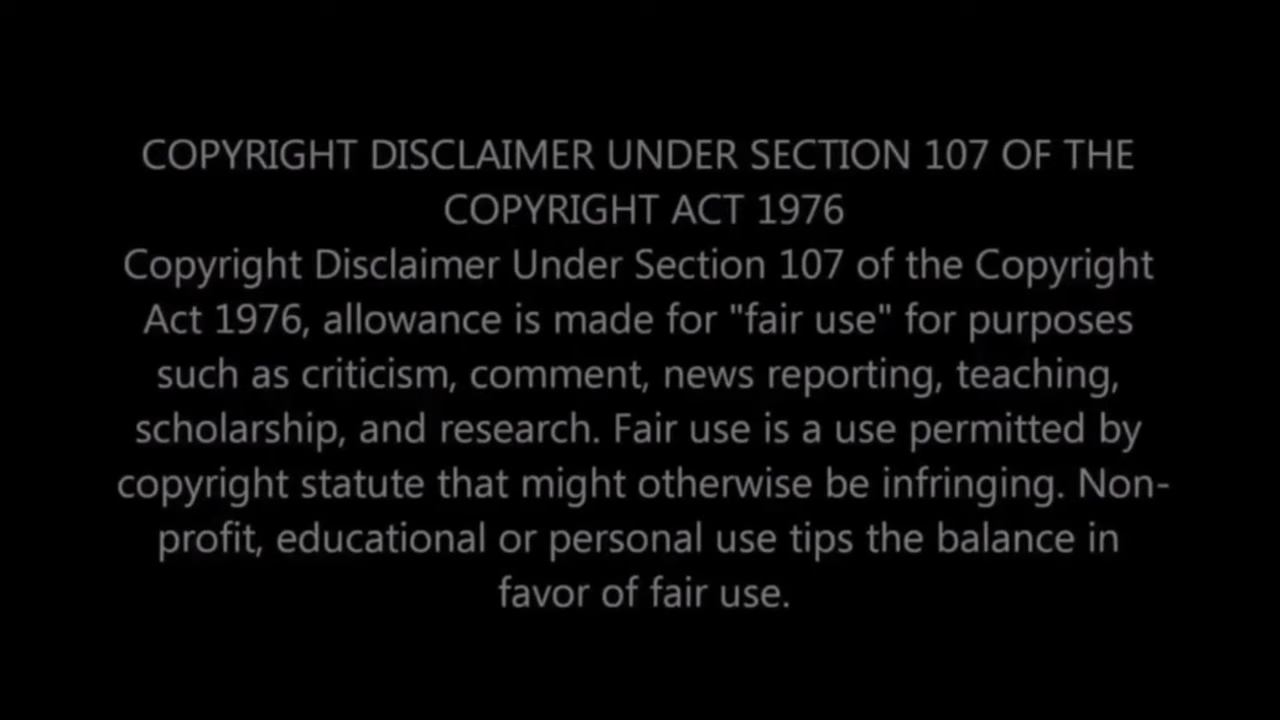 COPYRIGHT DISCLAIMER UNDER SECTION 107 OF THE
COPYRIGHT ACT 1976
Copyright Disclaimer Under Section 107 of the Copyright
Act 1976, allowance is made for "fair use" for purposes
such as criticism, comment, news reporting, teaching,
scholarship, and research. Fair use is a use permitted by
copyright statute that might otherwise be infringing. Non-
profit, educational or personal use tips the balance in
favor of fair use.